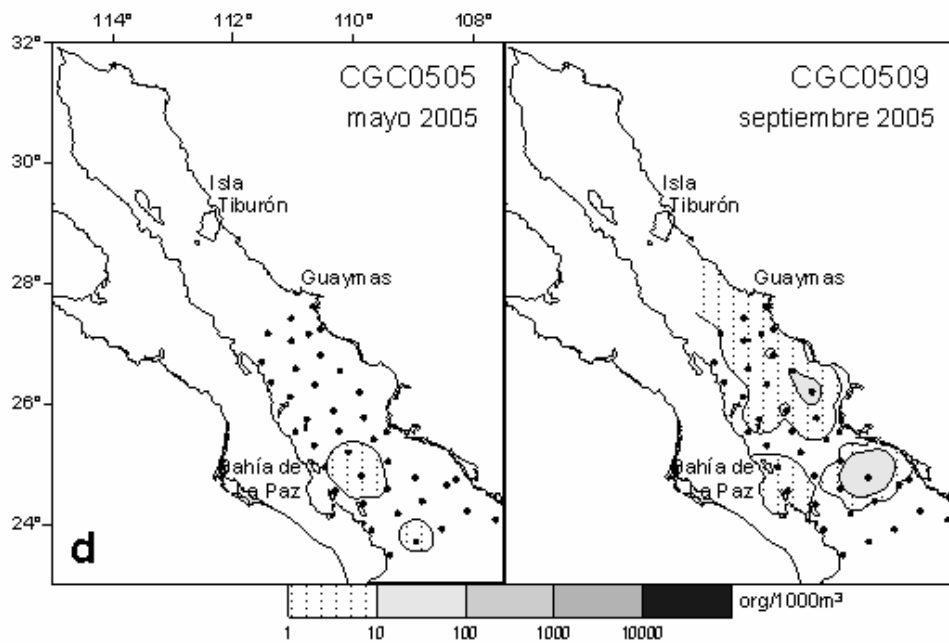 114° 112° 110° 108°
32°
30°
28°
26°
24°
CGC0505
mayo 2005
Isla
Tiburón
Guaymas
Bahía de
La Paz
d
CGC0509
septiembre 2005
Isla
Tiburón
Guaymas
Bahía de
La Paz
org/1000m³
1 10 100 1000 10000